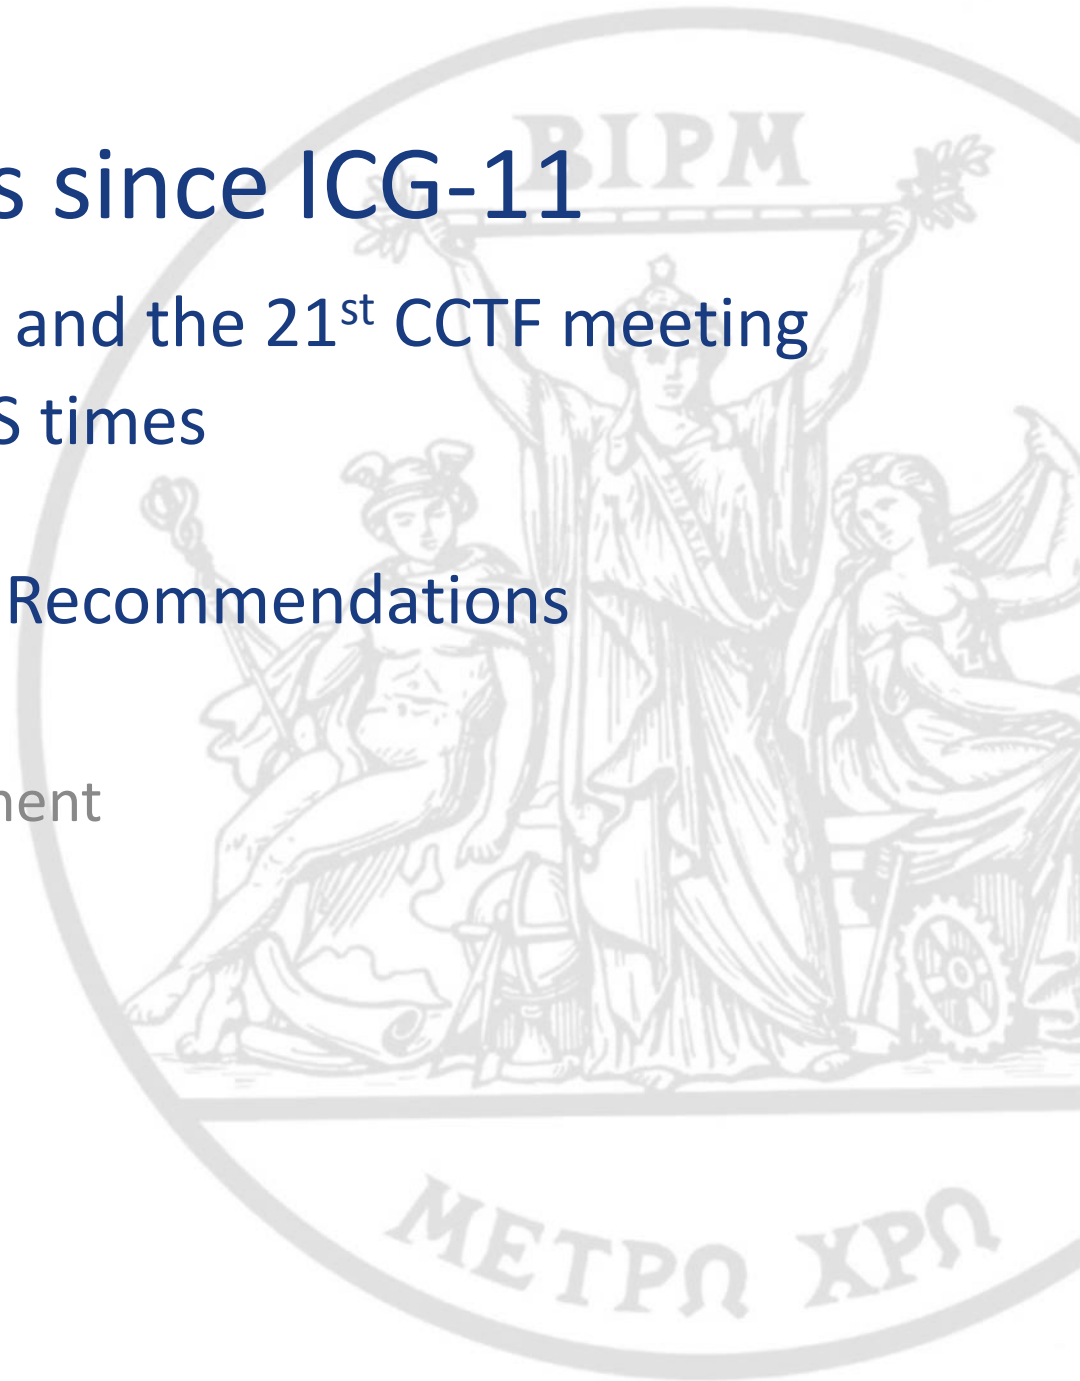 BIPM
s since ICG-11
and the 21st CCTF meeting
S times
Recommendations
ment
ΜΕΤΡΩ ΧΡΩ